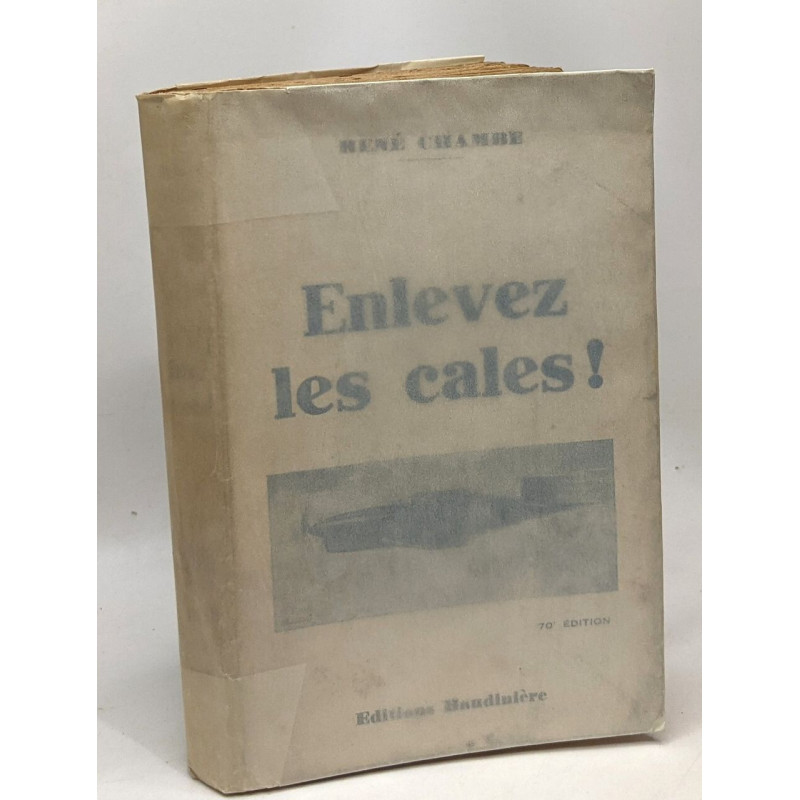 RENÉ CHAMBE
Enlevez
les cales!
70ᵉ ÉDITION
Editions Baudinière